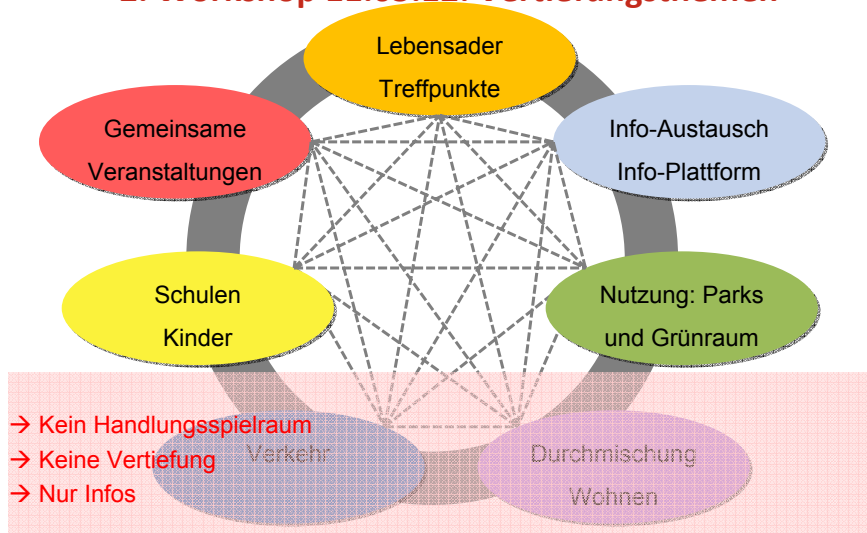 Lebensader
Treffpunkte
Gemeinsame
Veranstaltungen
Info-Austausch
Info-Plattform
Schulen
Kinder
Nutzung: Parks
und Grünraum
→ Kein Handlungsspielraum
→ Keine Vertiefung
→ Nur Infos
Verkehr
Durchmischung
Wohnen